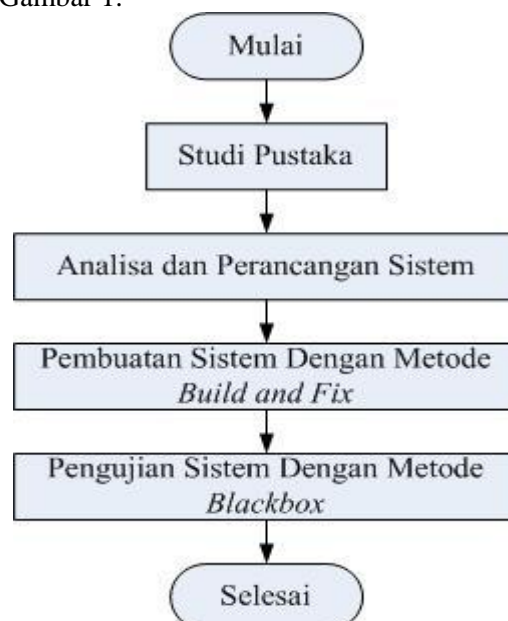 Gambar 1.
Mulai
Studi Pustaka
Analisa dan Perancangan Sistem
Pembuatan Sistem Dengan Metode
Build and Fix
Pengujian Sistem Dengan Metode
Blackbox
Selesai